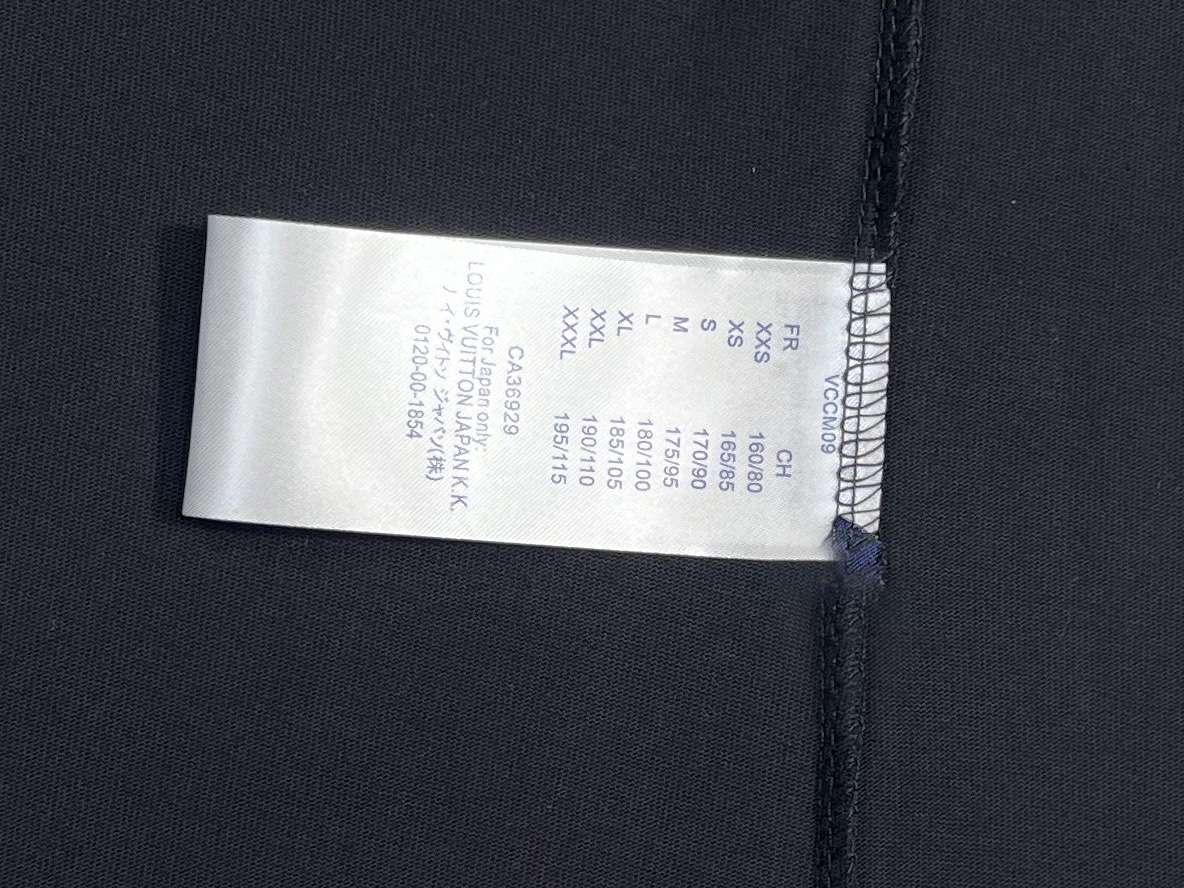 VCCM09
FR CH
XXS 160/80
XS 165/85
S 170/90
M 175/95
L 180/100
XL 185/105
XXL 190/110
XXXL 195/115
CA36929
For Japan only:
LOUIS VUITTON JAPAN K.K.
ノイ・ヴイトン ジャパン(株)
0120-00-1854